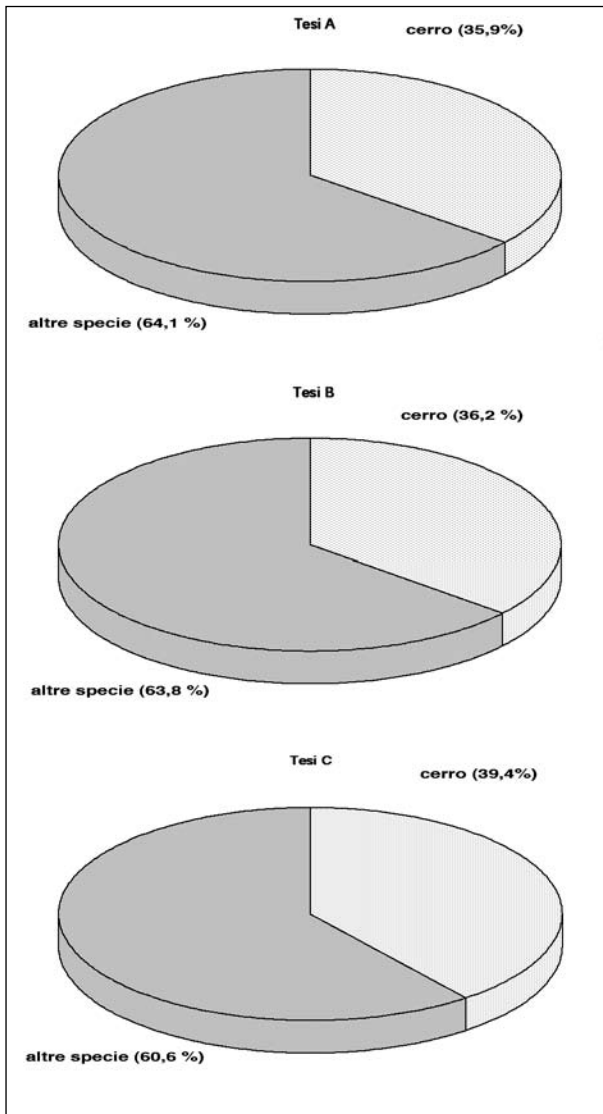 Tesi A
cerro (35,9%)
altre specie (64,1 %)
Tesi B
cerro (36,2 %)
altre specie (63,8 %)
Tesi C
cerro (39,4%)
altre specie (60,6 %)